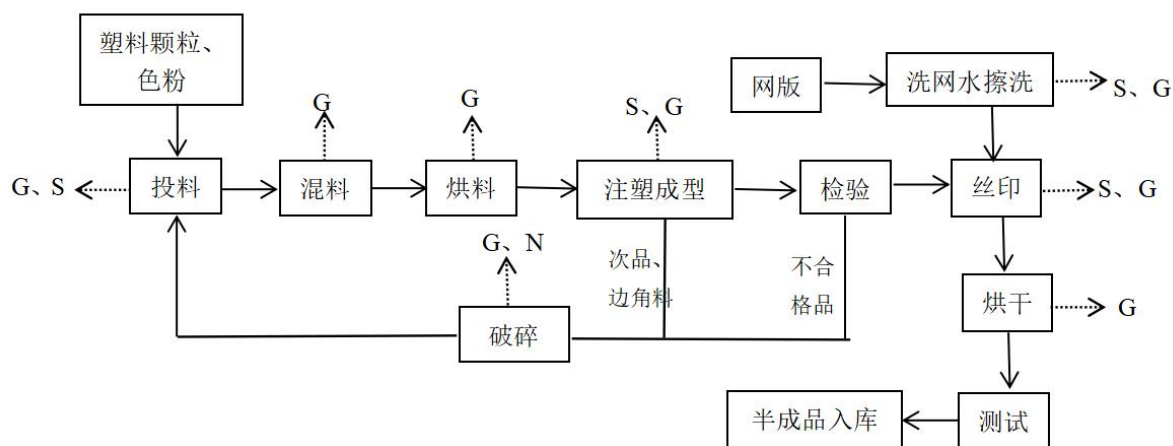 塑料颗粒、
色粉
网版
洗网水擦洗
S、G
G
G
S、G
G、S
投料
混料
烘料
注塑成型
检验
丝印
S、G
G、N
次品、
边角料
不合
格品
破碎
烘干
G
半成品入库
测试